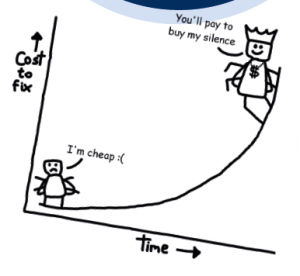 You'll pay to
buy my silence
Cost
to
fix
$
I'm cheap :(
Time